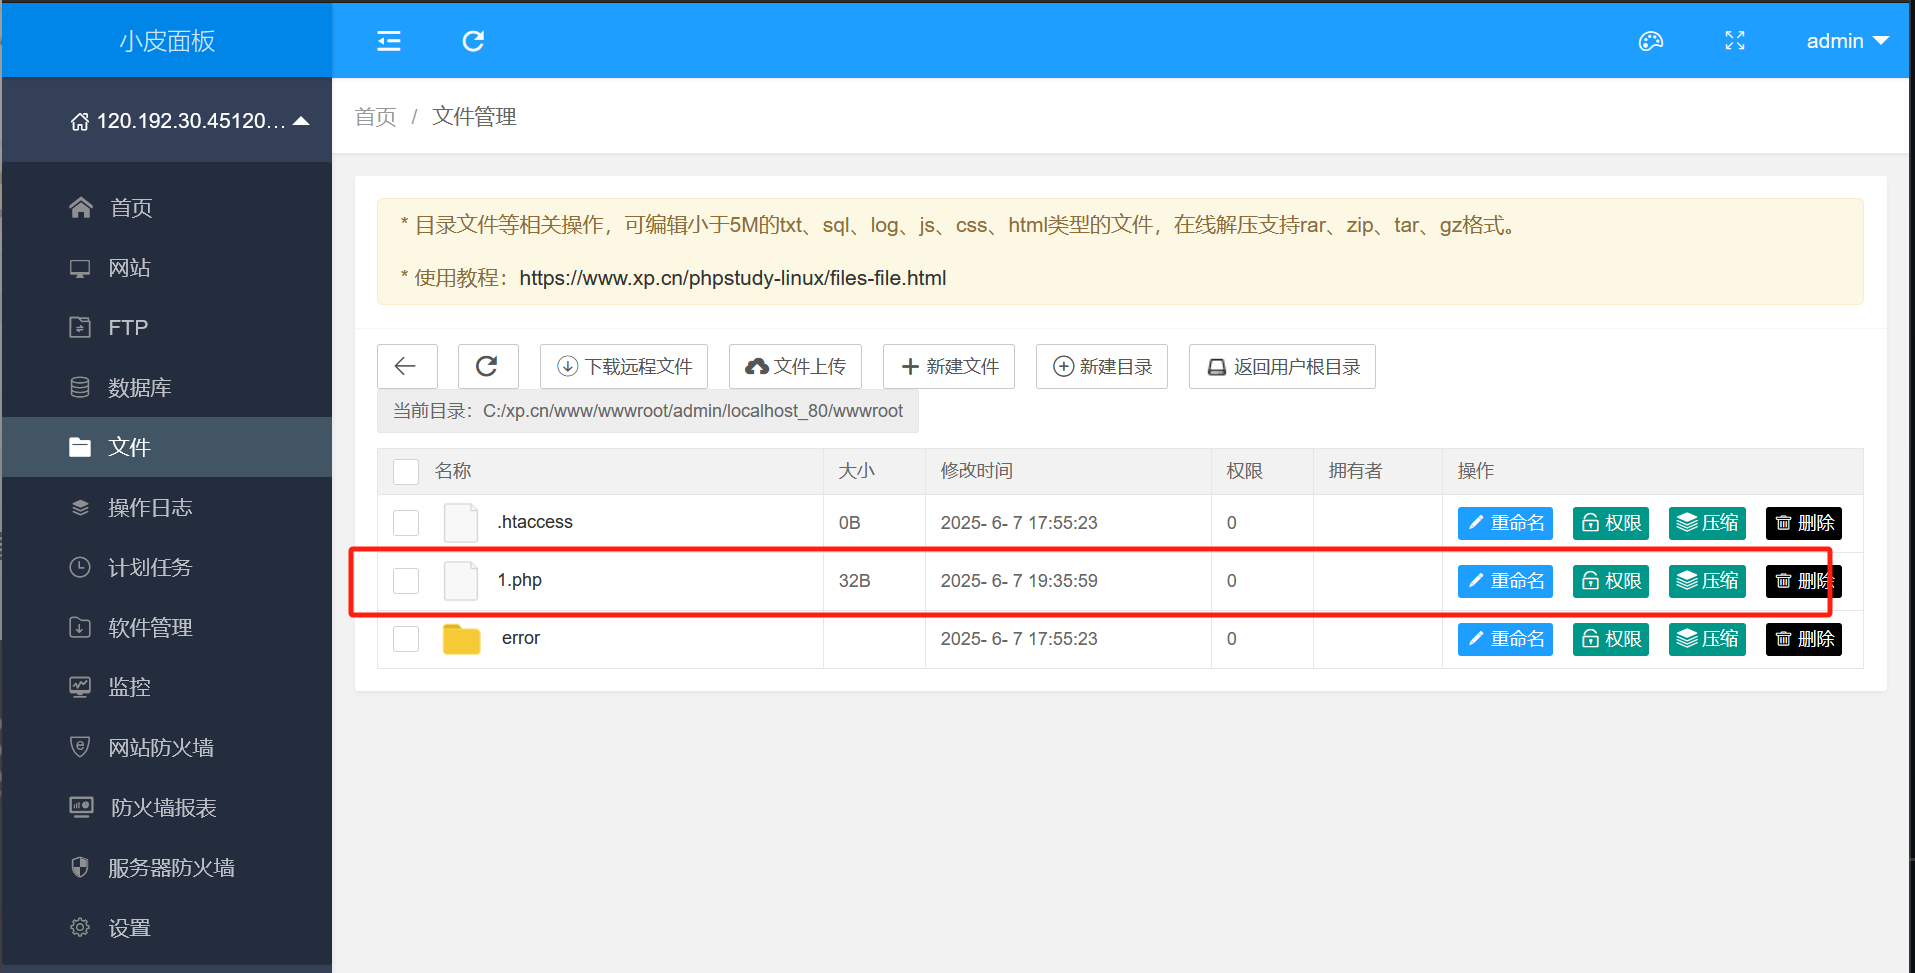 小皮面板
admin
120.192.30.45120...
首页 / 文件管理
首页
网站
FTP
数据库
文件
操作日志
计划任务
软件管理
监控
网站防火墙
防火墙报表
服务器防火墙
设置
* 目录文件等相关操作，可编辑小于5M的txt、sql、log、js、css、html类型的文件，在线解压支持rar、zip、tar、gz格式。
* 使用教程：https://www.xp.cn/phpstudy-linux/files-file.html
下载远程文件 文件上传 新建文件 新建目录 返回用户根目录
当前目录：C:/xp.cn/www/wwwroot/admin/localhost_80/wwwroot
名称 大小 修改时间 权限 拥有者 操作
.htaccess 0B 2025- 6- 7 17:55:23 0 重命名 权限 压缩 删除
1.php 32B 2025- 6- 7 19:35:59 0 重命名 权限 压缩 删除
error 2025- 6- 7 17:55:23 0 重命名 权限 压缩 删除